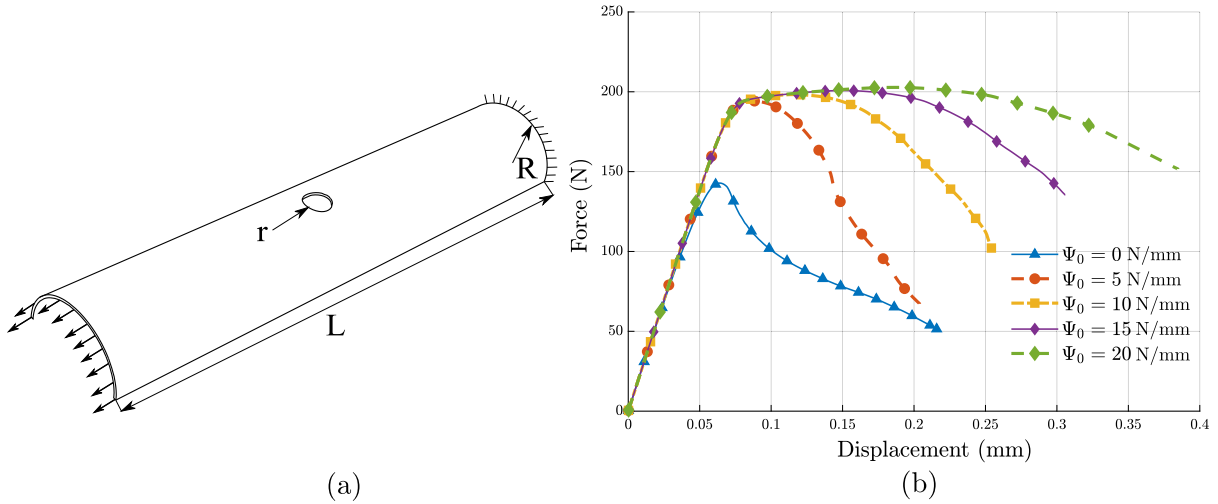 R
r
L
(a)
250
200
150
100
50
0
Force (N)
0 0.05 0.1 0.15 0.2 0.25 0.3 0.35 0.4
Displacement (mm)
Ψ₀ = 0 N/mm
Ψ₀ = 5 N/mm
Ψ₀ = 10 N/mm
Ψ₀ = 15 N/mm
Ψ₀ = 20 N/mm
(b)